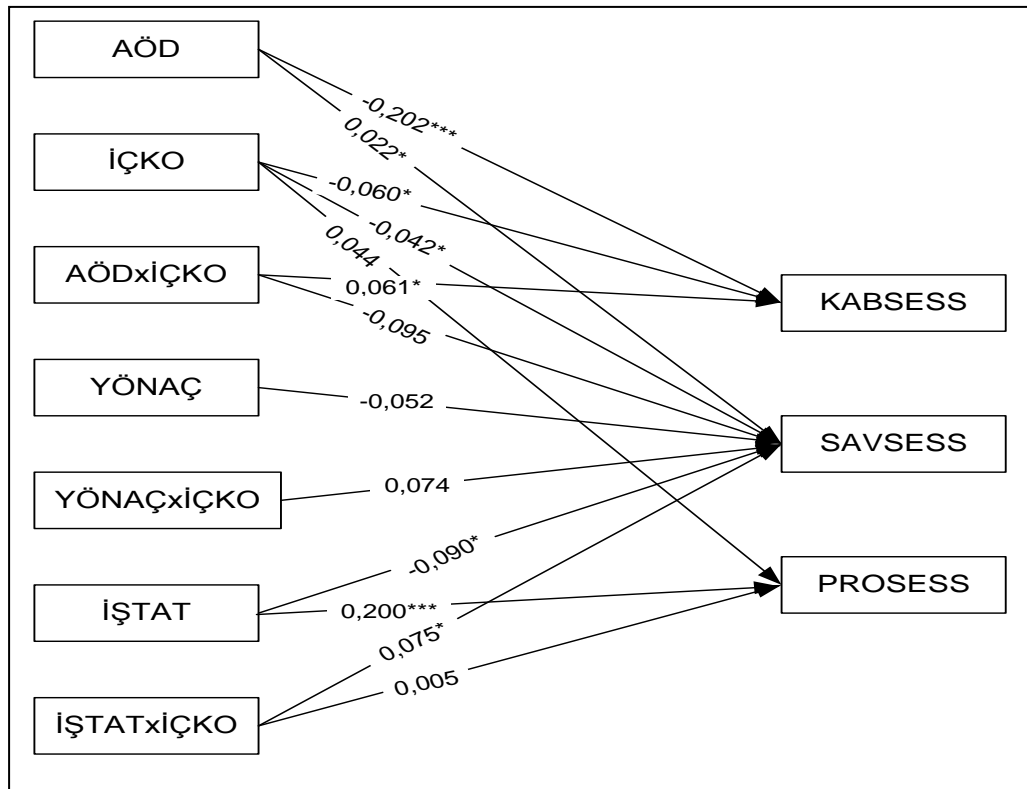 AÖD
-0,202***
0,022*
İÇKO
-0,060*
-0,042*
0,044
AÖDxİÇKO
0,061*
-0,095
KABSESS
YÖNAÇ
-0,052
SAVSESS
YÖNAÇxİÇKO
0,074
-0,090*
PROSESS
İŞTAT
0,200***
0,075*
0,005
İŞTATxİÇKO